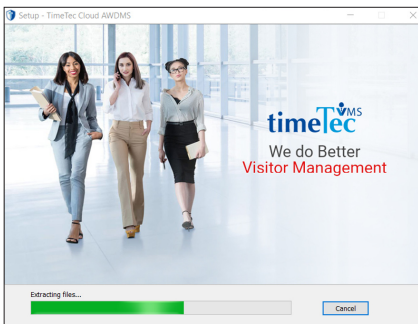 Setup - TimeTec Cloud AWDMS
timeTec VMS
We do Better
Visitor Management
Extracting files...
Cancel